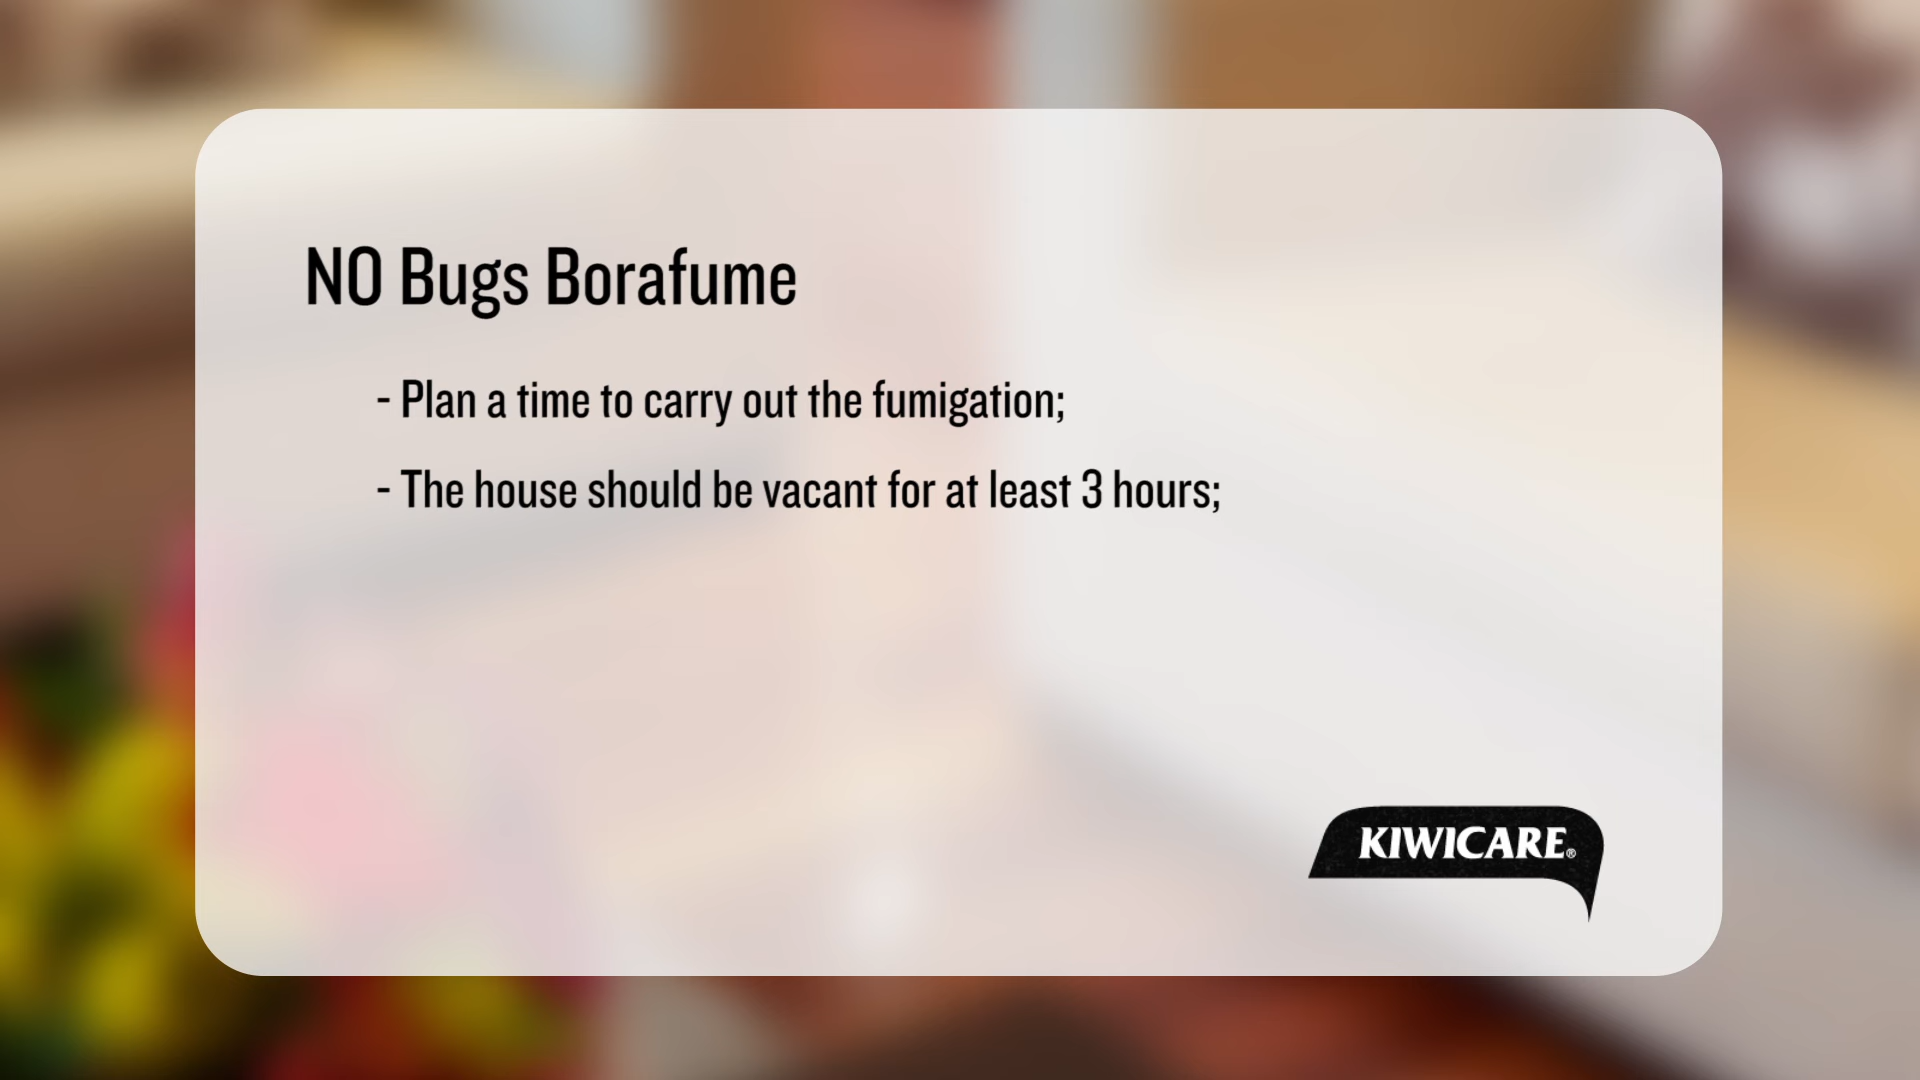 NO Bugs Borafume
- Plan a time to carry out the fumigation;
- The house should be vacant for at least 3 hours;
KIWICARE®